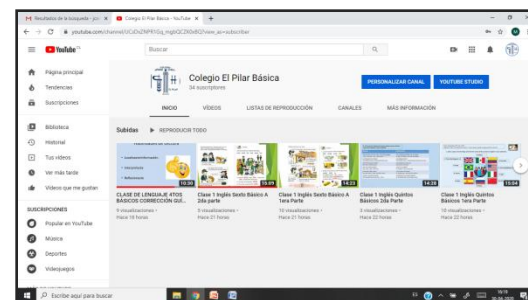 Resultados de la búsqueda - jos
Colegio El Pilar Básica - YouTube
youtube.com/channel/
view_as=subscriber
YouTube
Buscar
Página principal
Tendencias
Suscripciones
Biblioteca
Historial
Tus vídeos
Ver más tarde
Vídeos que me gustan
SUSCRIPCIONES
Popular en YouTube
Música
Deportes
Videojuegos
Colegio El Pilar Básica
34 suscriptores
PERSONALIZAR CANAL
YOUTUBE STUDIO
INICIO
VÍDEOS
LISTAS DE REPRODUCCIÓN
CANALES
MÁS INFORMACIÓN
Subidas
REPRODUCIR TODO
10:30
CLASE DE LENGUAJE 4TOS
BÁSICOS CORRECCIÓN GUÍ...
9 visualizaciones •
Hace 18 horas
15:09
Clase 1 Inglés Sexto Básico A
2da parte
5 visualizaciones •
Hace 21 horas
14:23
Clase 1 Inglés Sexto Básico A
1era Parte
10 visualizaciones •
Hace 21 horas
14:28
Clase 1 Inglés Quintos
Básicos 2da Parte
3 visualizaciones •
Hace 22 horas
15:04
Clase 1 Inglés Quintos
Básicos 1era Parte
10 visualizaciones •
Hace 22 horas
Escribe aquí para buscar